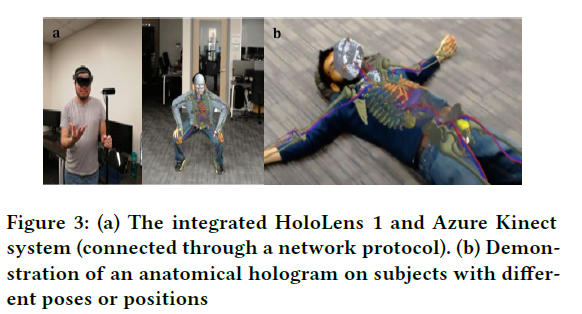 a
b
Figure 3: (a) The integrated HoloLens 1 and Azure Kinect
system (connected through a network protocol). (b) Demon-
stration of an anatomical hologram on subjects with differ-
ent poses or positions